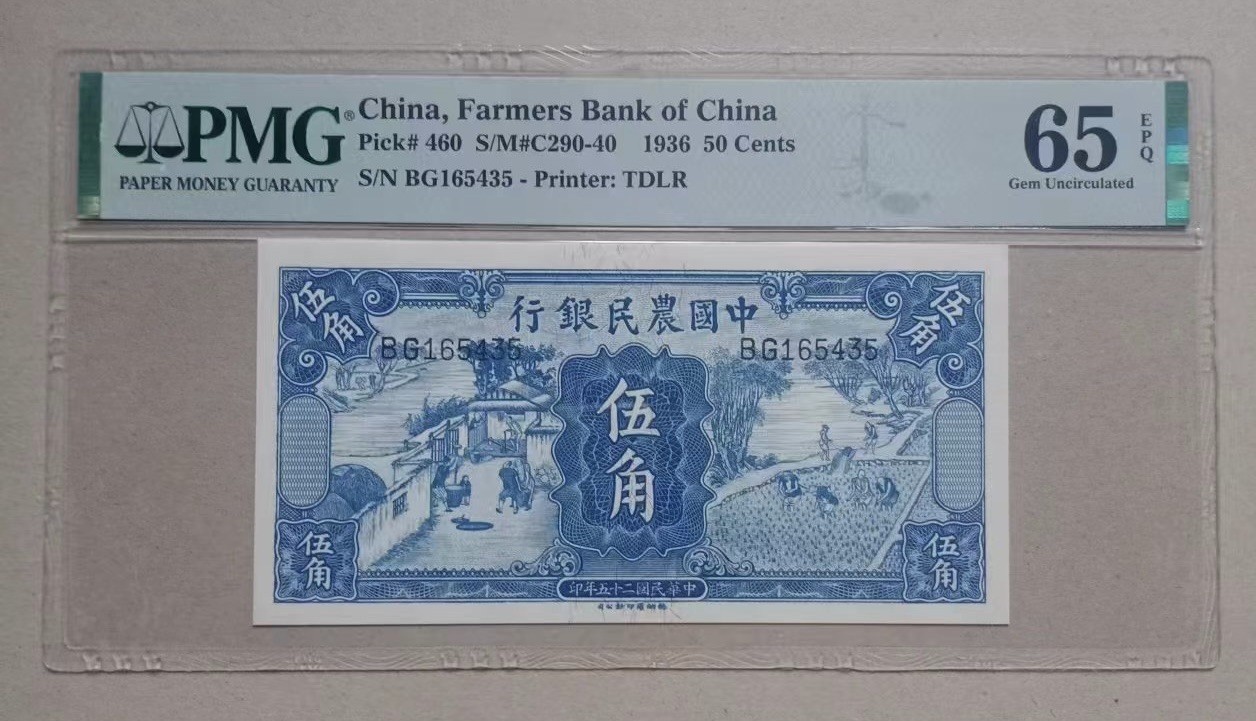 PMG®
PAPER MONEY GUARANTY
China, Farmers Bank of China
Pick# 460 S/M#C290-40 1936 50 Cents
S/N BG165435 - Printer: TDLR
65
EPQ
Gem Uncirculated
伍角
中國農民銀行
伍角
BG165435
BG165435
伍角
伍角
伍角
中華民國二十五年印